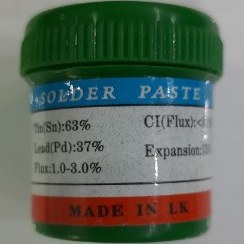 SOLDER PASTE
Tin(Sn):63%
CI(Flux):
Lead(Pd):37%
Expansion:
Flux:1.0-3.0%
MADE IN LK